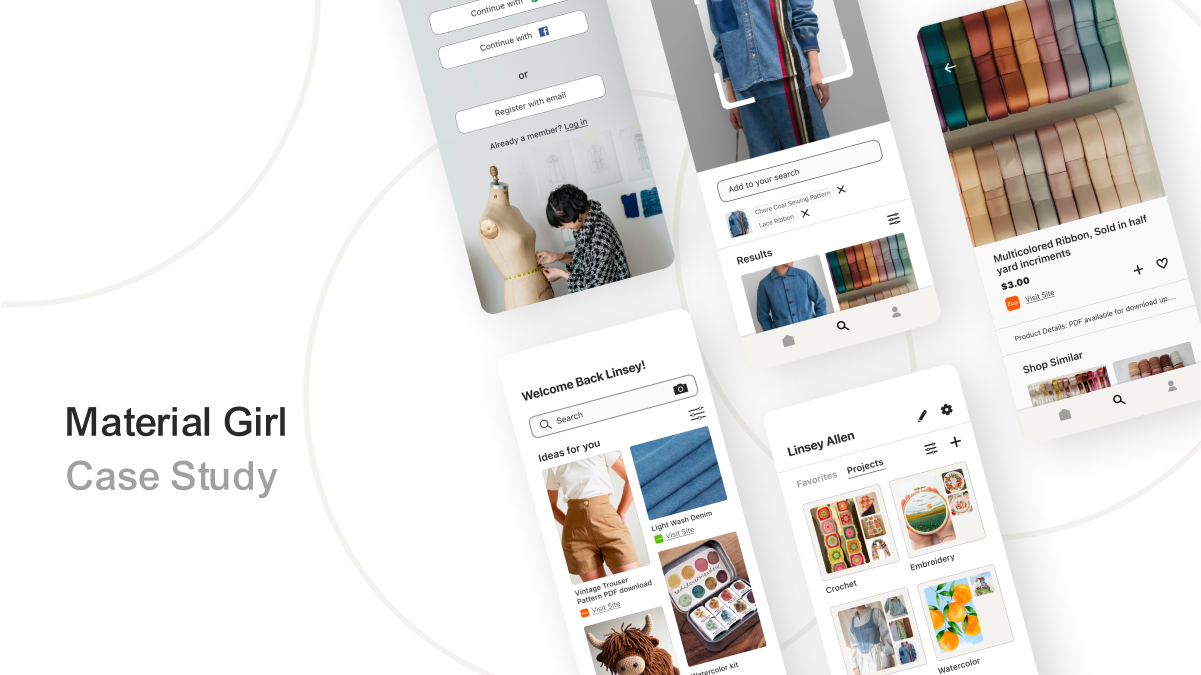 Material Girl
Case Study
Continue with
Continue with
or
Register with email
Already a member? Log in
Add to your search
Chore Coat Sewing Pattern
Lace Ribbon
Results
Multicolored Ribbon, Sold in half
yard incriments
$3.00
Etsy
Visit Site
Product Details: PDF available for download up....
Shop Similar
Welcome Back Linsey!
Search
Ideas for you
Light Wash Denim
Visit Site
Vintage Trouser
Pattern PDF download
Visit Site
Watercolor kit
Linsey Allen
Favorites
Projects
Crochet
Embroidery
Watercolor